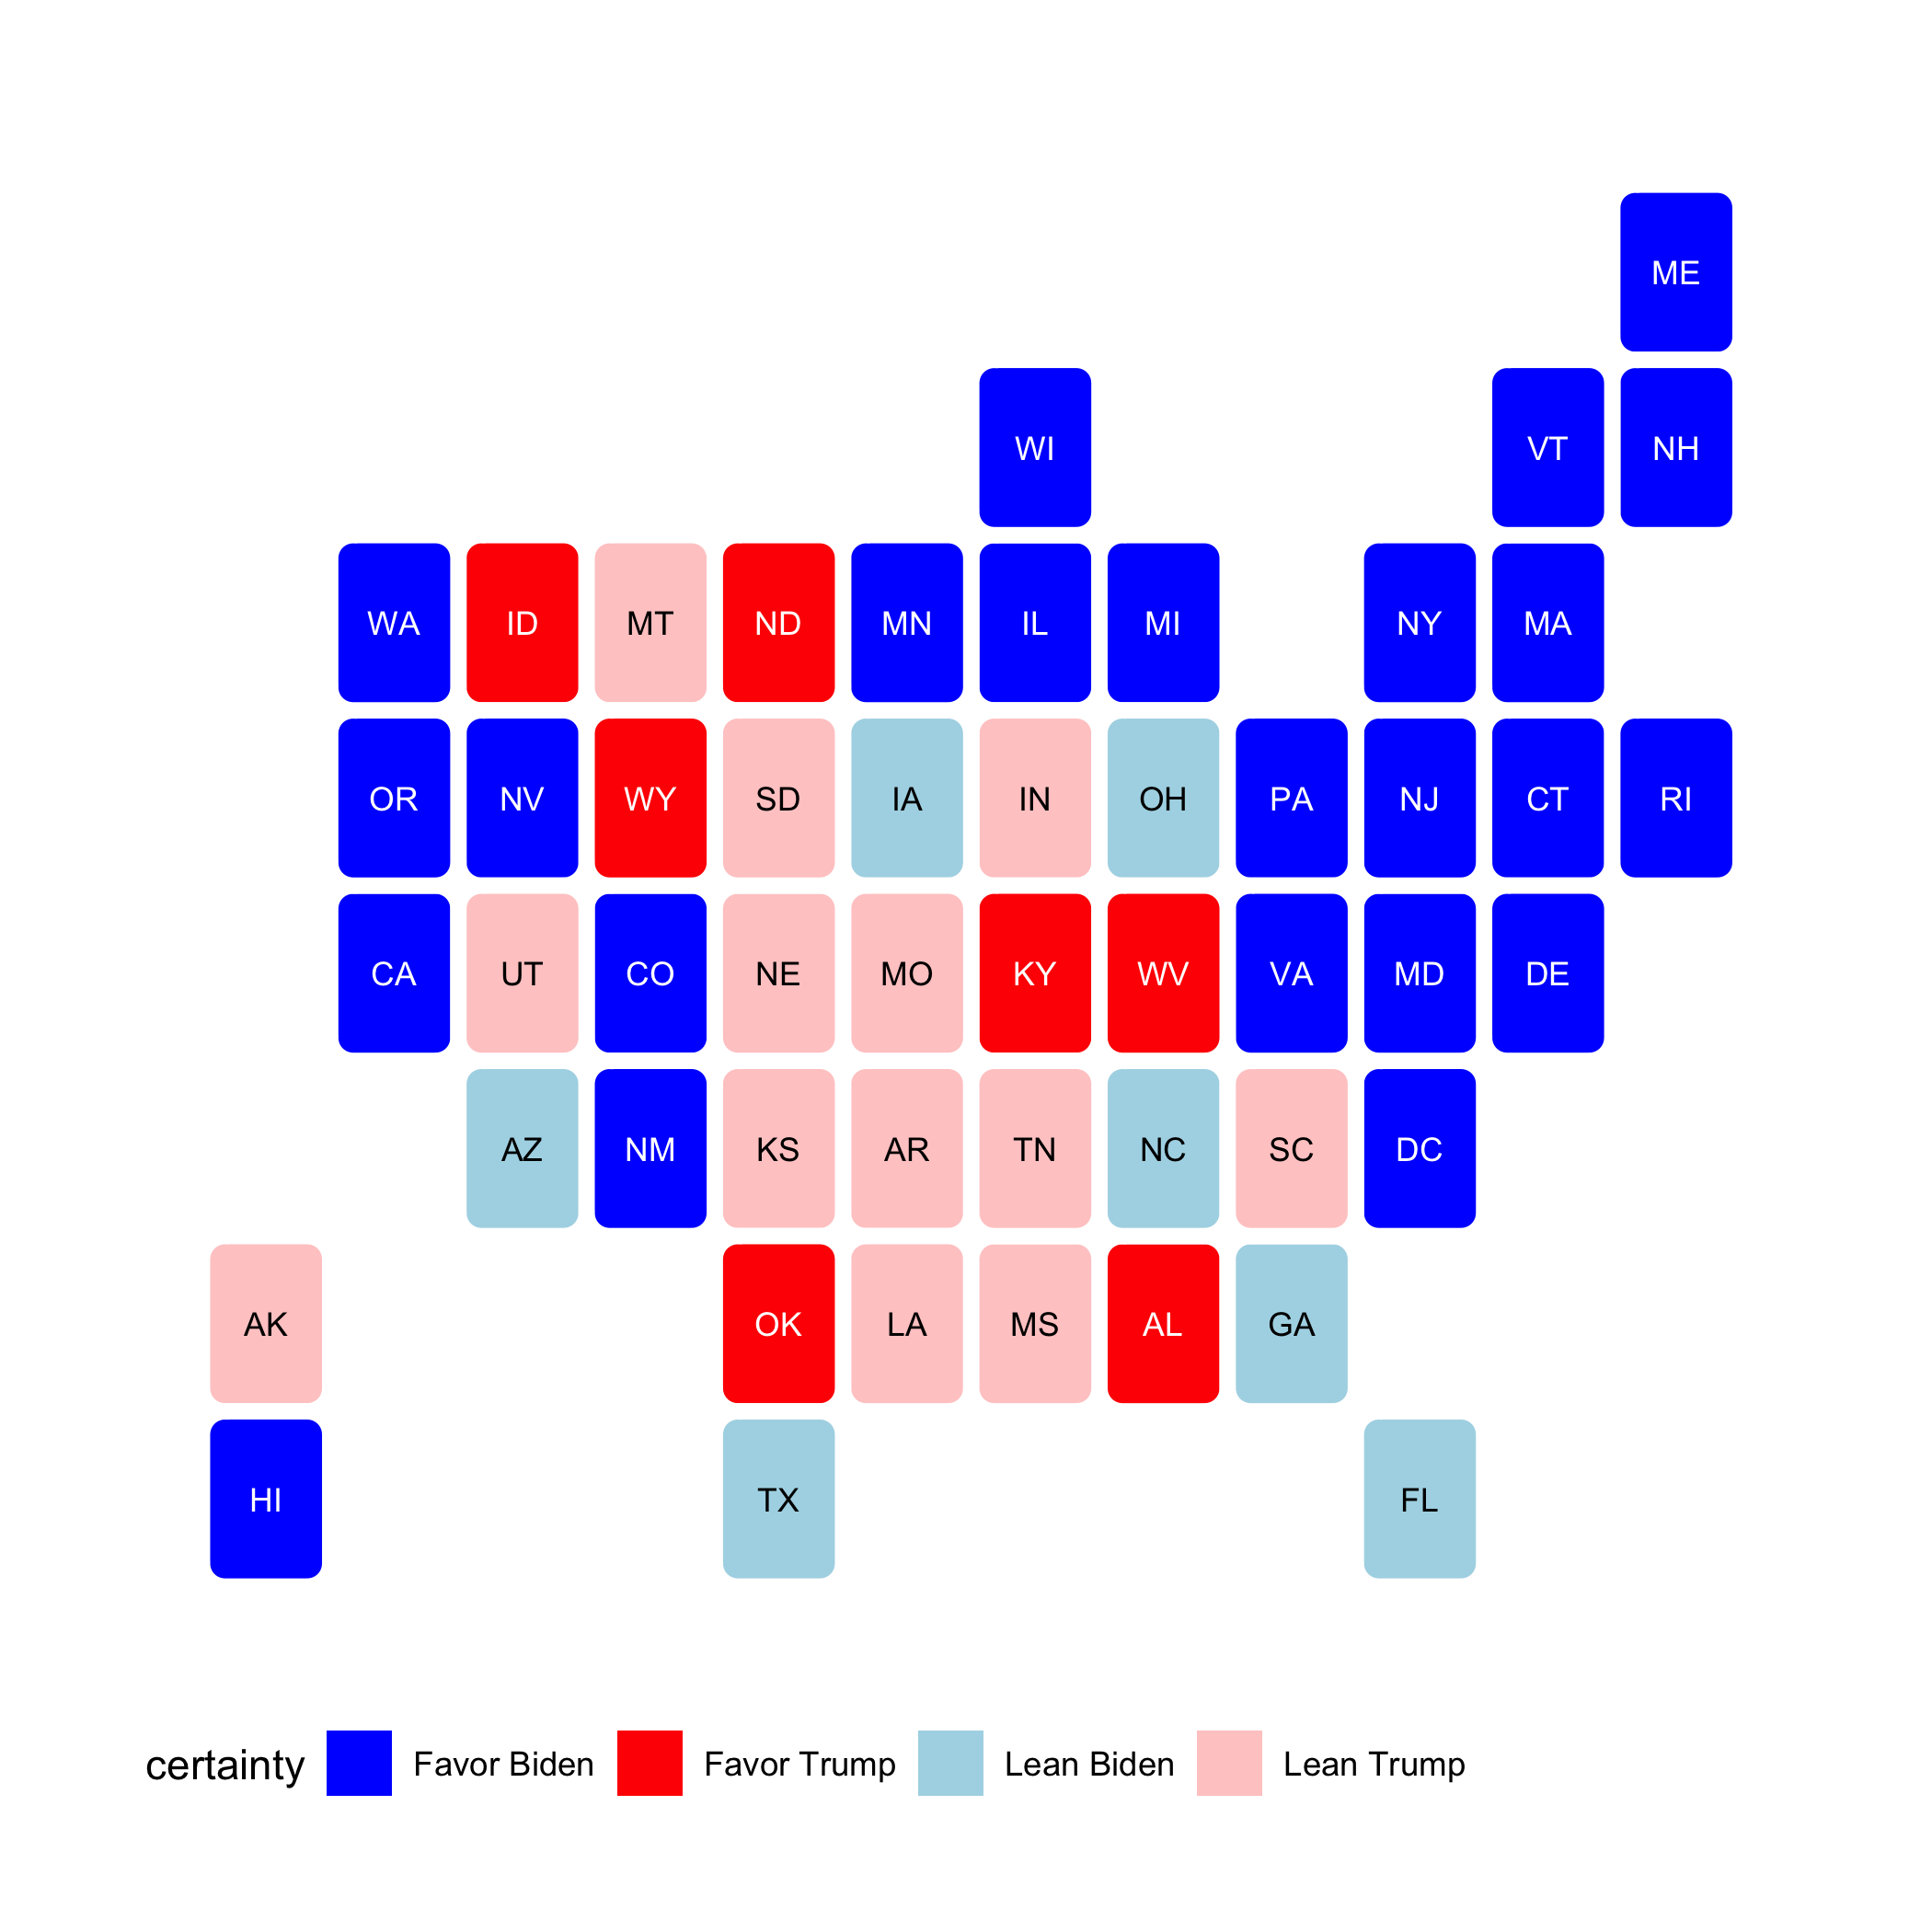 ME
WI VT NH
WA ID MT ND MN IL MI NY MA
OR NV WY SD IA IN OH PA NJ CT RI
CA UT CO NE MO KY WV VA MD DE
AZ NM KS AR TN NC SC DC
AK OK LA MS AL GA
HI TX FL
certainty Favor Biden Favor Trump Lean Biden Lean Trump